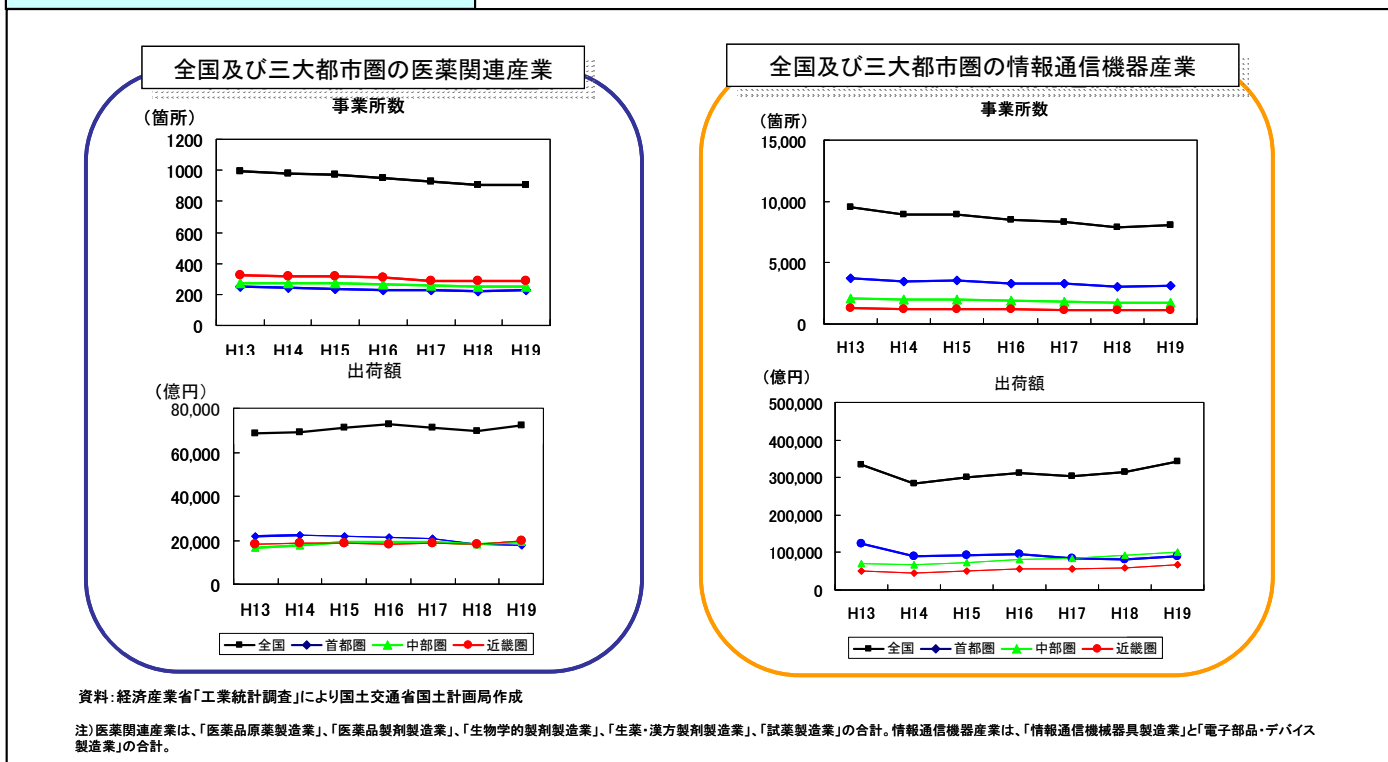 全国及び三大都市圏の医薬関連産業
事業所数
(箇所)
1200
1000
800
600
400
200
0
H13 H14 H15 H16 H17 H18 H19
出荷額
(億円)
80,000
60,000
40,000
20,000
0
H13 H14 H15 H16 H17 H18 H19
全国 首都圏 中部圏 近畿圏
全国及び三大都市圏の情報通信機器産業
事業所数
(箇所)
15,000
10,000
5,000
0
H13 H14 H15 H16 H17 H18 H19
出荷額
(億円)
500,000
400,000
300,000
200,000
100,000
0
H13 H14 H15 H16 H17 H18 H19
全国 首都圏 中部圏 近畿圏
資料:経済産業省「工業統計調査」により国土交通省国土計画局作成
注)医薬関連産業は、「医薬品原薬製造業」、「医薬品製剤製造業」、「生物学的製剤製造業」、「生薬・漢方製剤製造業」、「試薬製造業」の合計。情報通信機器産業は、「情報通信機械器具製造業」と「電子部品・デバイス
製造業」の合計。